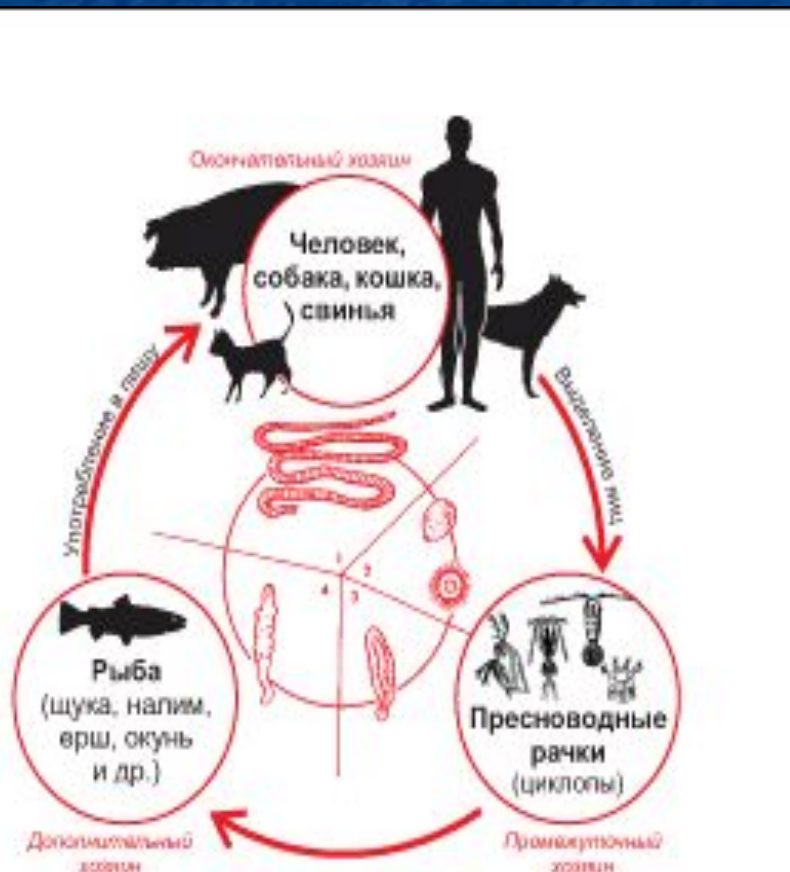 Окончательный хозяин
Человек,
собака, кошка,
свинья
Употребление в пищу
Выделение яиц
1
2
4
3
Рыба
(щука, налим,
ерш, окунь
и др.)
Пресноводные
рачки
(циклопы)
Дополнительный
хозяин
Промежуточный
хозяин